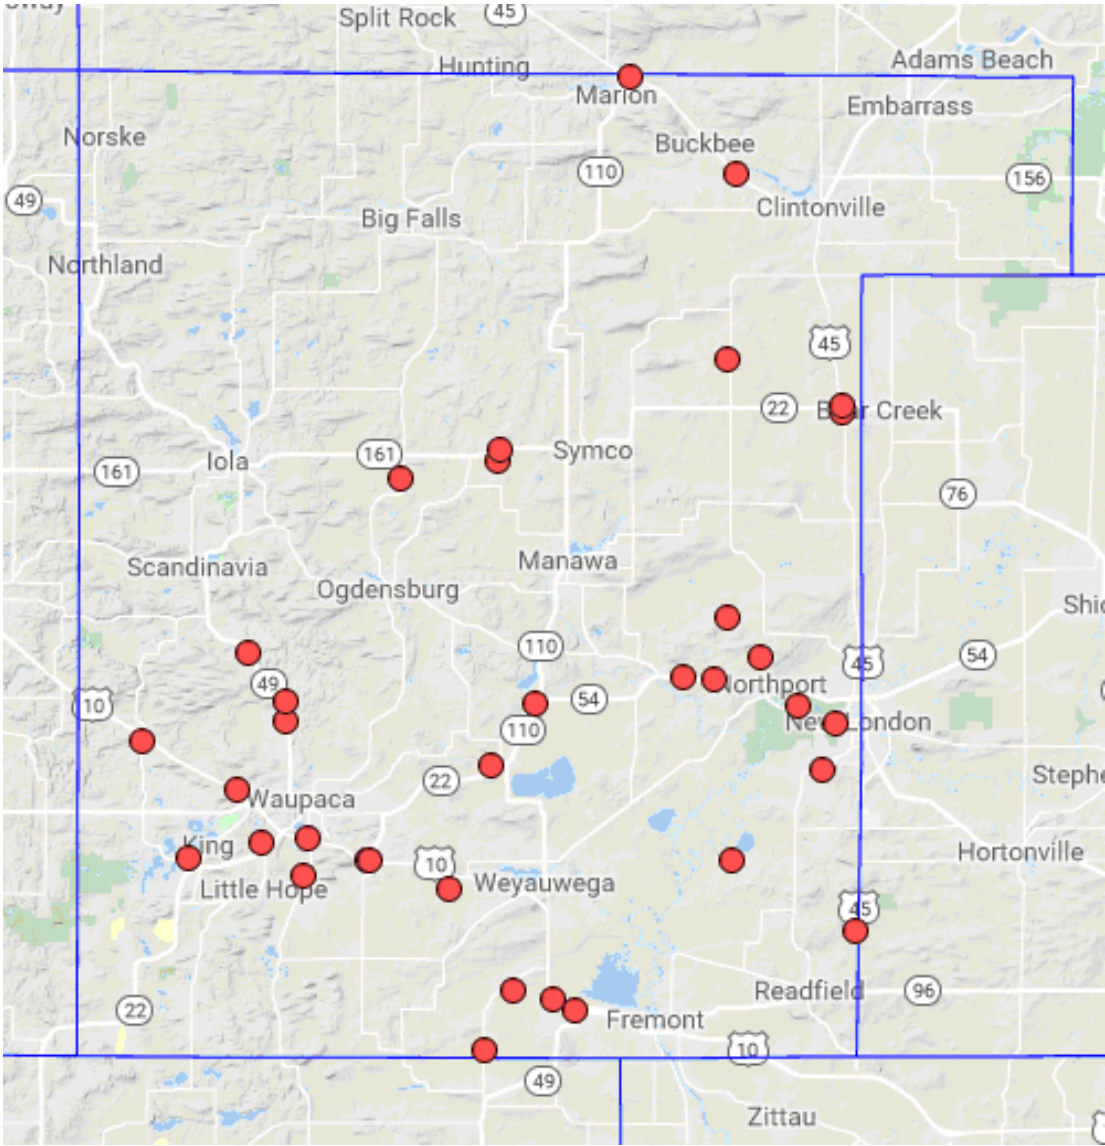 Split Rock
45
Hunting
Adams Beach
Marion
Embarrass
Norske
Buckbee
110
156
49
Big Falls
Clintonville
Northland
45
22
Bear Creek
161
Symco
161
Iola
76
Manawa
Scandinavia
Ogdensburg
110
54
45
49
10
54
Northport
110
New London
22
Waupaca
King
10
Hortonville
Little Hope
Weyauwega
45
Readfield
96
22
Fremont
10
49
Zittau